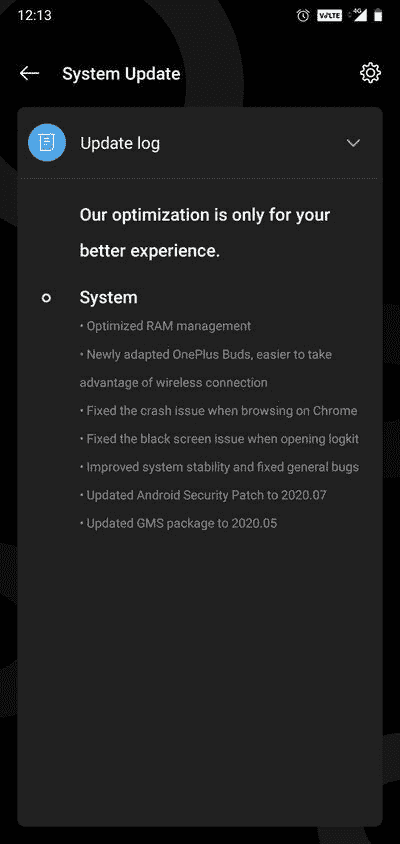 12:13
VoLTE 4G
System Update
Update log
Our optimization is only for your
better experience.
System
• Optimized RAM management
• Newly adapted OnePlus Buds, easier to take
advantage of wireless connection
• Fixed the crash issue when browsing on Chrome
• Fixed the black screen issue when opening logkit
• Improved system stability and fixed general bugs
• Updated Android Security Patch to 2020.07
• Updated GMS package to 2020.05